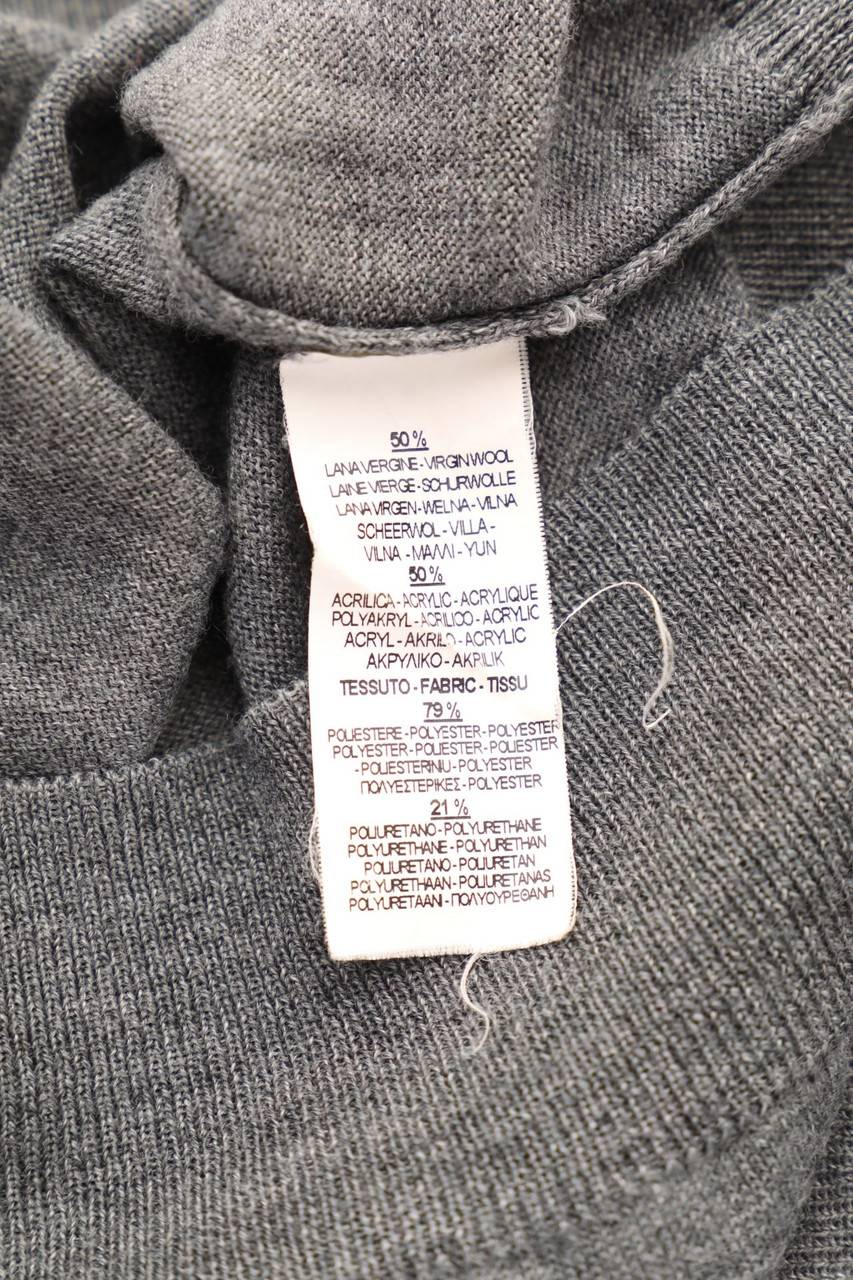 50%
LANA VERGINE - VIRGIN WOOL
LAINE VIERGE - SCHURWOLLE
LANA VIRGEN - WELNA - VILNA
SCHEERWOL - VILLA -
VILNA - ΜΑΛΛΙ - YUN
50%
ACRILICA - ACRYLIC - ACRYLIQUE
POLYAKRYL - ACRILICO - ACRYLIC
ACRYL - AKRILO - ACRYLIC
ΑΚΡΥΛΙΚΟ - AKRILIK
TESSUTO - FABRIC - TISSU
79%
POLIESTERE - POLYESTER - POLYESTER
POLYESTER - POLIESTER - POLIESTER
- POLIESTERINIU - POLYESTER
ΠΟΛΥΕΣΤΕΡΙΚΕΣ - POLYESTER
21%
POLIURETANO - POLYURETHANE
POLYURETHANE - POLYURETHAN
POLIURETANO - POLIURETAN
POLYURETHAAN - POLIURETANAS
POLYURETAANI - ΠΟΛΥΟΥΡΕΘΑΝΗ